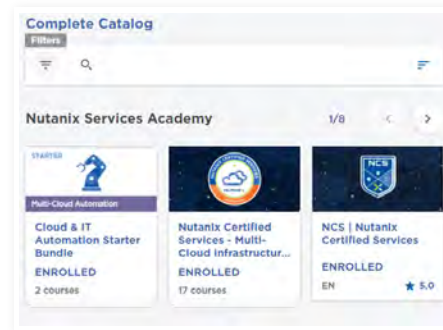 Complete Catalog
Filters
Nutanix Services Academy
1/8
STARTER
Multi-Cloud Automation
Cloud & IT
Automation Starter
Bundle
ENROLLED
2 courses
Nutanix Certified
Services - Multi-
Cloud Infrastructur...
ENROLLED
17 courses
NCS
NCS | Nutanix
Certified Services
ENROLLED
EN
5.0